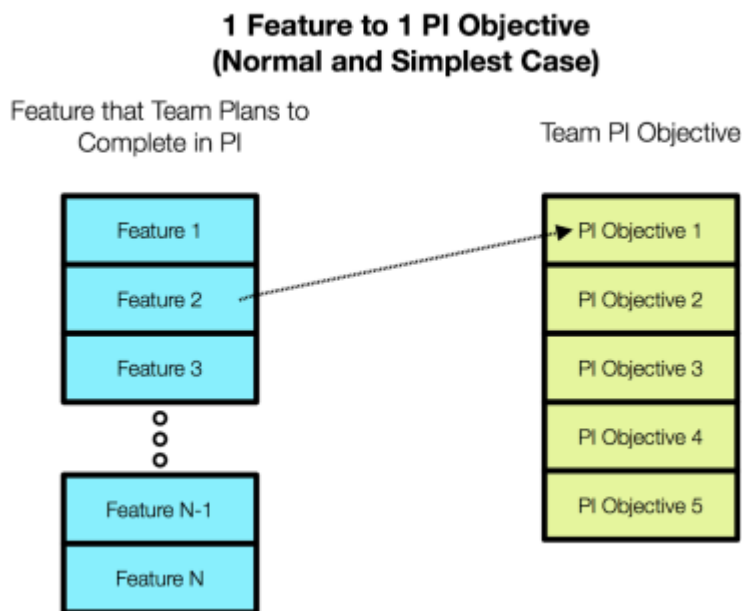 1 Feature to 1 PI Objective
(Normal and Simplest Case)
Feature that Team Plans to
Complete in PI
Team PI Objective
Feature 1
Feature 2
Feature 3
Feature N-1
Feature N
PI Objective 1
PI Objective 2
PI Objective 3
PI Objective 4
PI Objective 5